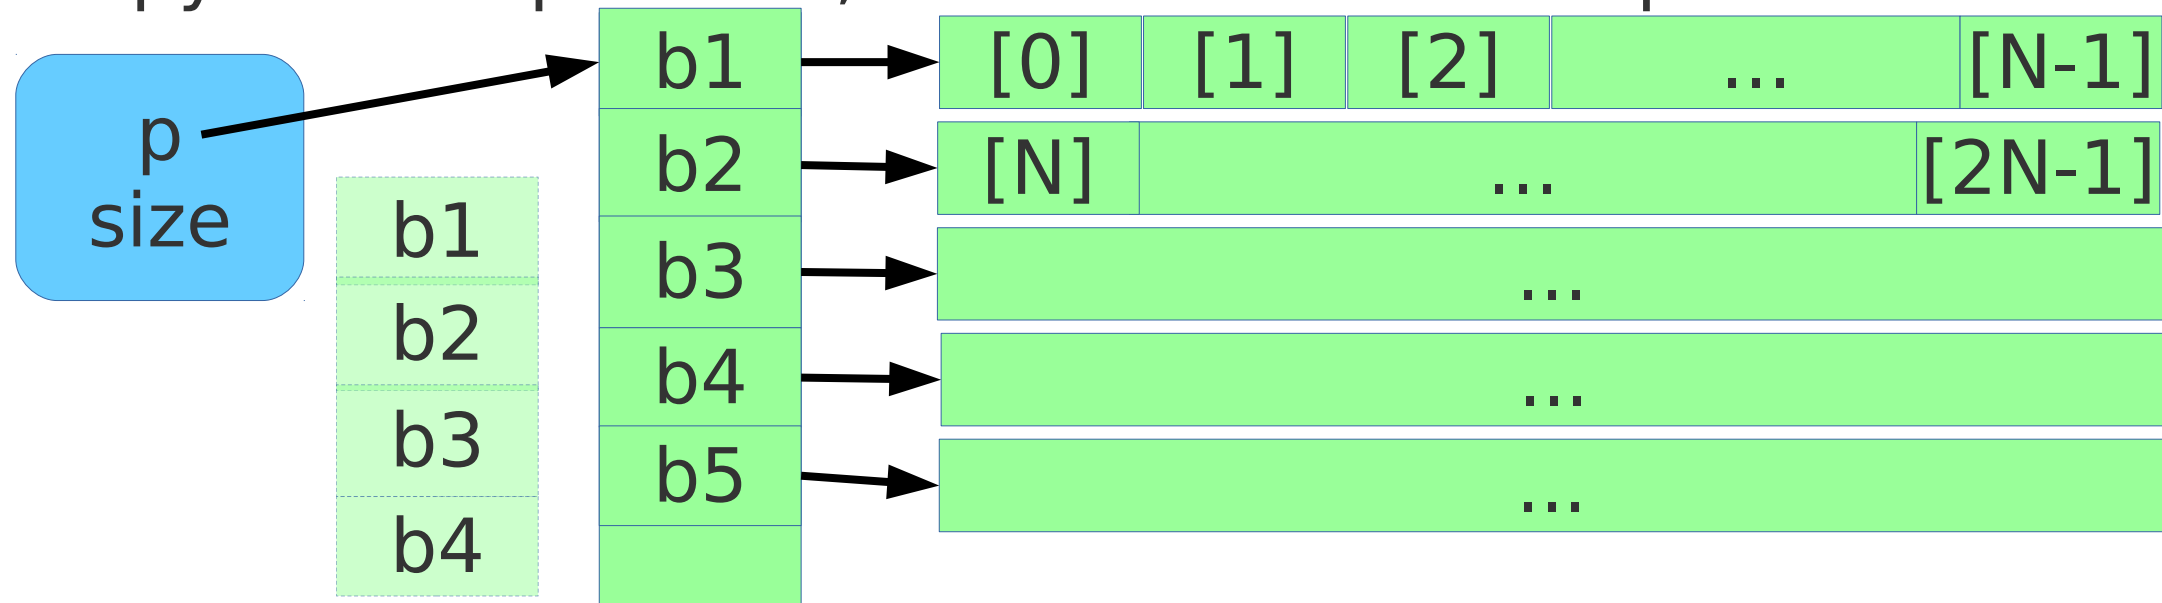 p
size
b1
b2
b3
b4
b1
b2
b3
b4
b5
[0] [1] [2] ... [N-1]
[N] ... [2N-1]
...
...
...